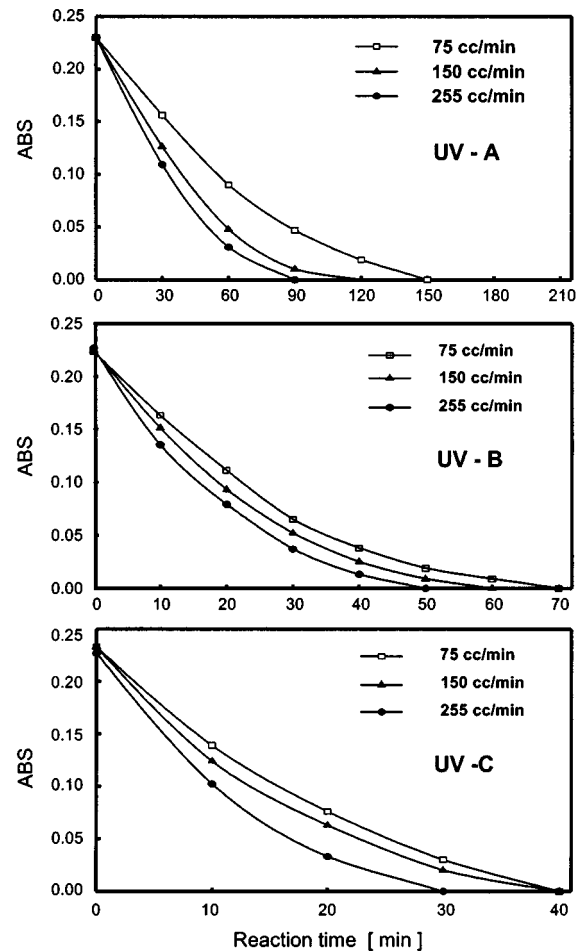 0.25
0.20
0.15
0.10
0.05
0.00
ABS
75 cc/min
150 cc/min
255 cc/min
UV - A
0 30 60 90 120 150 180 210
0.25
0.20
0.15
0.10
0.05
0.00
ABS
75 cc/min
150 cc/min
255 cc/min
UV - B
0 10 20 30 40 50 60 70
0.25
0.20
0.15
0.10
0.05
0.00
ABS
75 cc/min
150 cc/min
255 cc/min
UV -C
0 10 20 30 40
Reaction time [ min ]